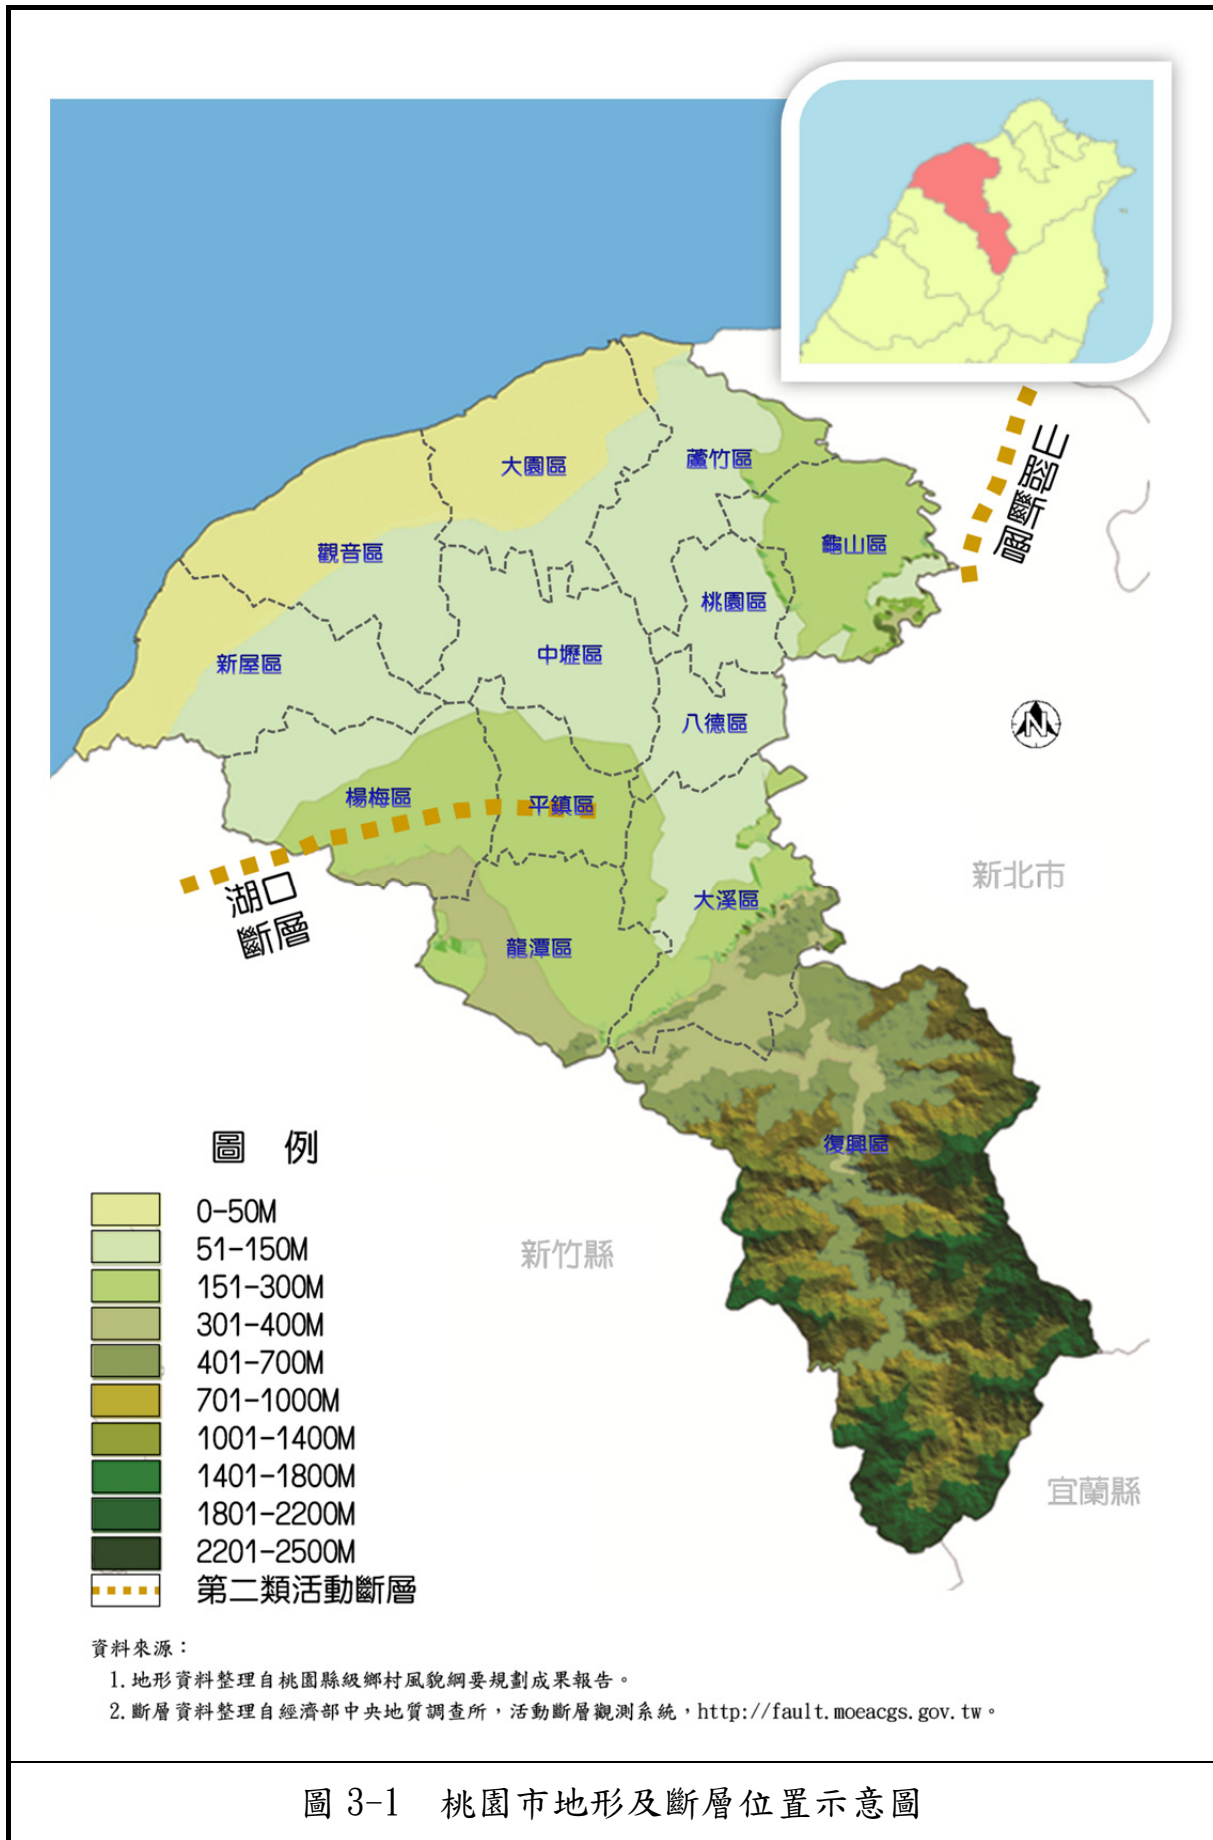 大園區
蘆竹區
龜山區
觀音區
桃園區
新屋區
中壢區
八德區
楊梅區
平鎮區
大溪區
龍潭區
復興區
山腳斷層
湖口
斷層
N
新北市
新竹縣
宜蘭縣
圖 例
0-50M
51-150M
151-300M
301-400M
401-700M
701-1000M
1001-1400M
1401-1800M
1801-2200M
2201-2500M
第二類活動斷層
資料來源：
1. 地形資料整理自桃園縣級鄉村風貌綱要規劃成果報告。
2. 斷層資料整理自經濟部中央地質調查所，活動斷層觀測系統，http://fault.moeacgs.gov.tw。
圖 3-1 桃園市地形及斷層位置示意圖